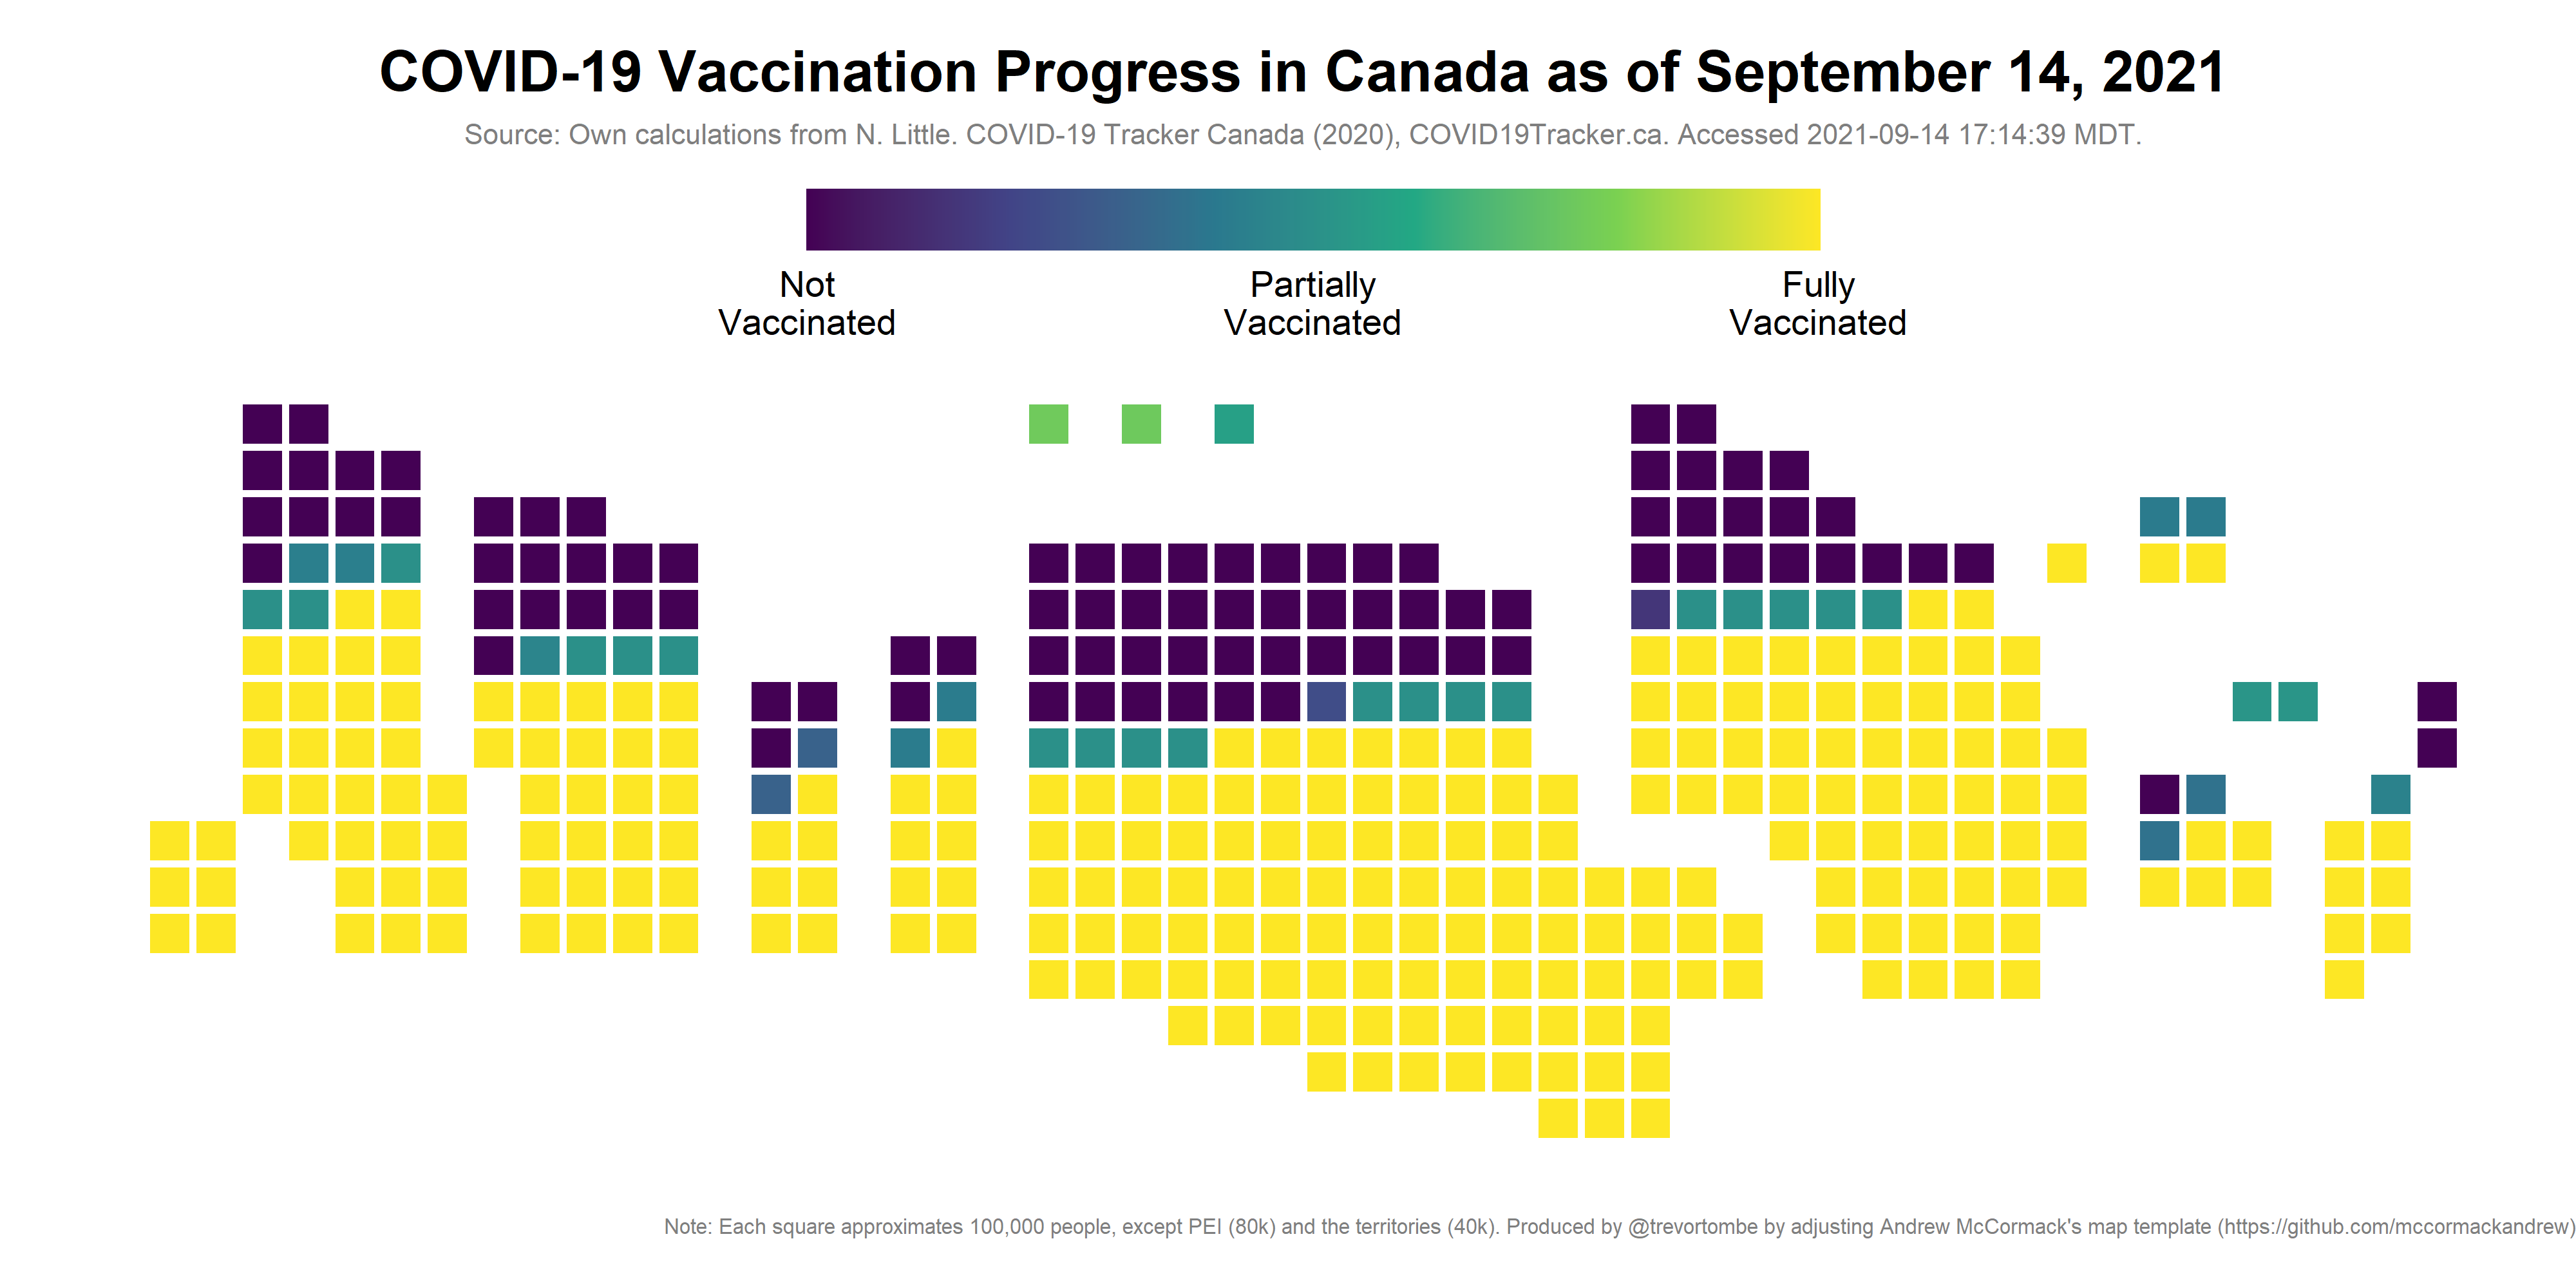 COVID-19 Vaccination Progress in Canada as of September 14, 2021
Source: Own calculations from N. Little. COVID-19 Tracker Canada (2020), COVID19Tracker.ca. Accessed 2021-09-14 17:14:39 MDT.
Not
Vaccinated
Partially
Vaccinated
Fully
Vaccinated
Note: Each square approximates 100,000 people, except PEI (80k) and the territories (40k). Produced by @trevortombe by adjusting Andrew McCormack's map template (https://github.com/mccormackandrew)